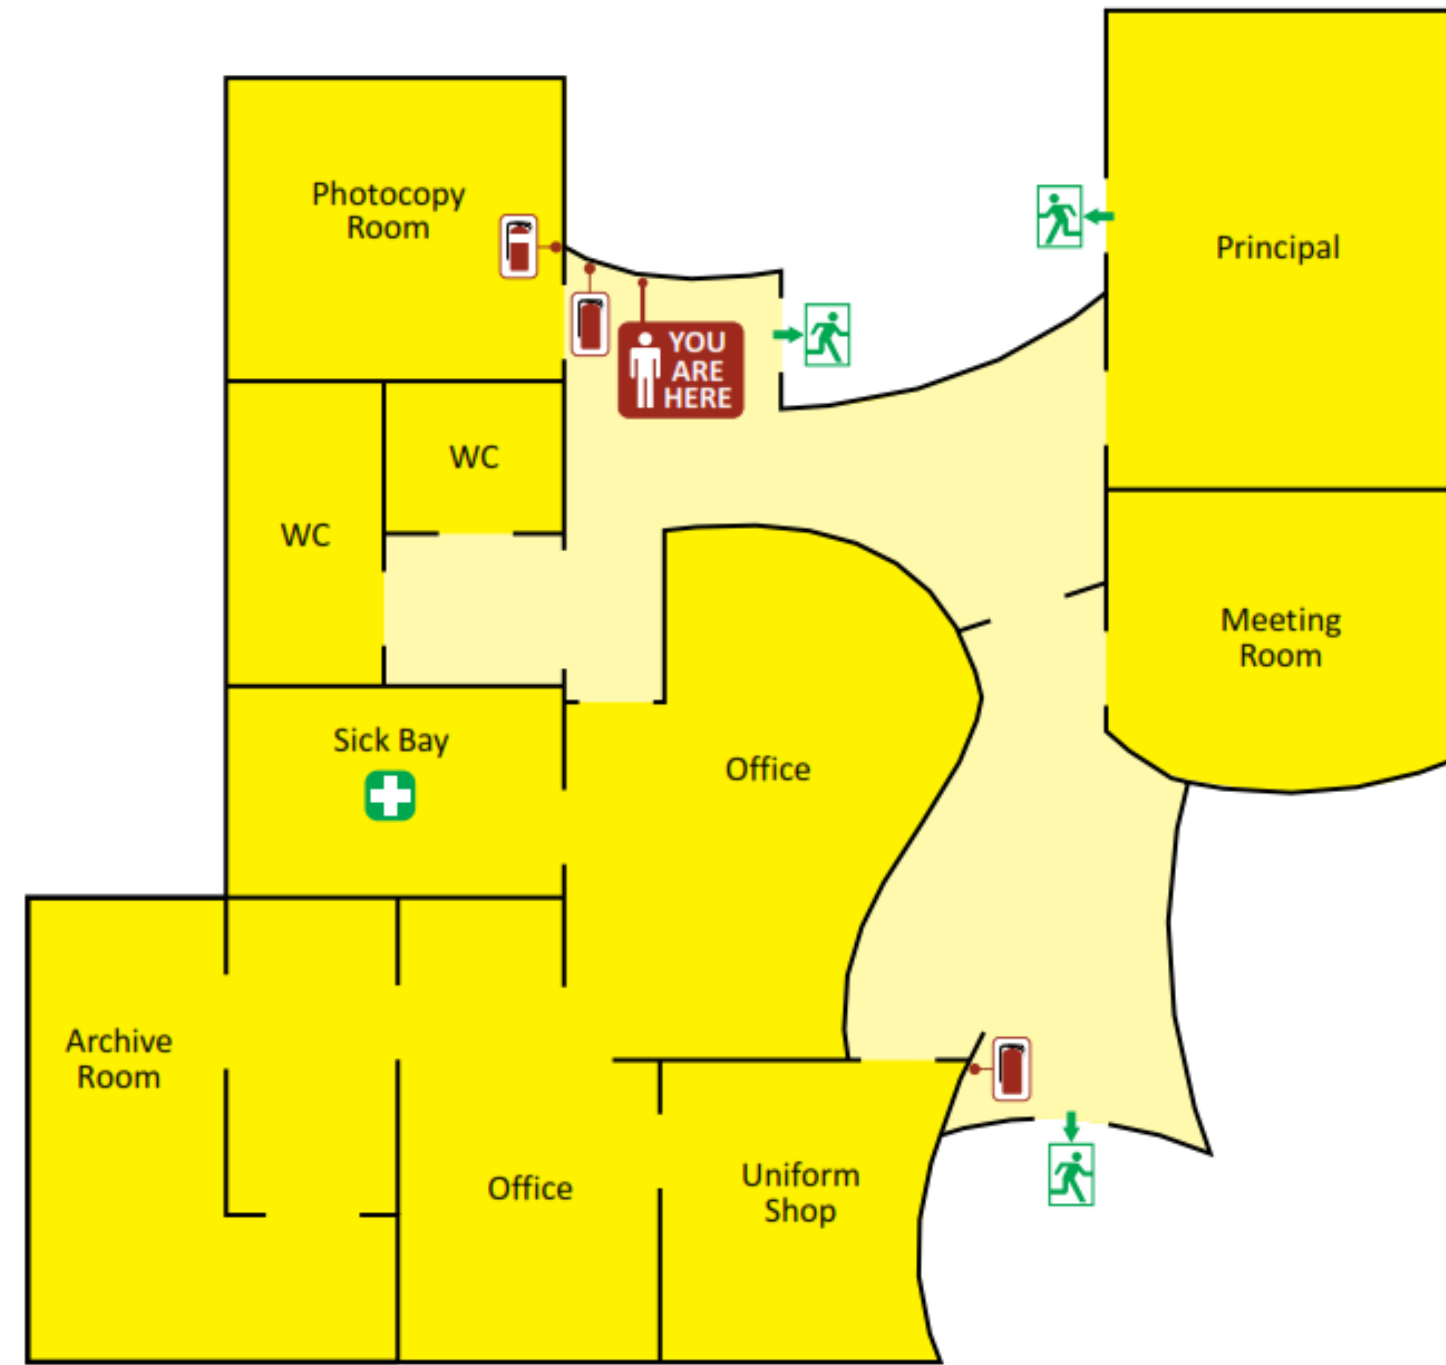 Photocopy
Room
Principal
YOU
ARE
HERE
WC
WC
Meeting
Room
Sick Bay
Office
Archive
Room
Office
Uniform
Shop